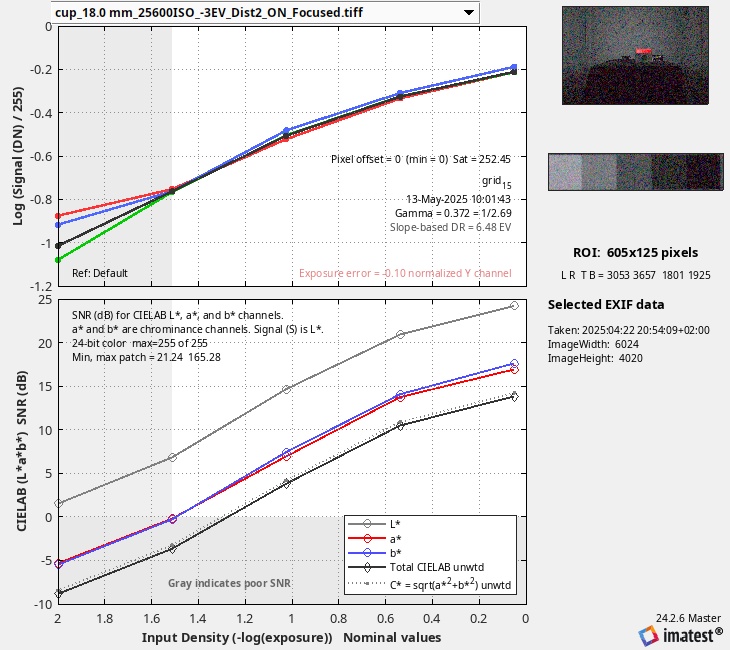 cup_18.0 mm_25600ISO_-3EV_Dist2_ON_Focused.tiff
0
-0.2
-0.4
-0.6
-0.8
-1
-1.2
Log (Signal (DN) / 255)
Pixel offset = 0 (min = 0) Sat = 252.45
grid15
13-May-2025 10:01:43
Gamma = 0.372 = 1/2.69
Slope-based DR = 6.48 EV
Ref: Default
Exposure error = -0.10 normalized Y channel
25
20
15
10
5
0
-5
-10
CIELAB (L*a*b*) SNR (dB)
SNR (dB) for CIELAB L*, a*, and b* channels.
a* and b* are chrominance channels. Signal (S) is L*.
24-bit color max=255 of 255
Min, max patch = 21.24 165.28
L*
a*
b*
Total CIELAB unwtd
C* = sqrt(a*²+b*²) unwtd
Gray indicates poor SNR
2 1.8 1.6 1.4 1.2 1 0.8 0.6 0.4 0.2 0
Input Density (-log(exposure)) Nominal values
ROI: 605x125 pixels
L R T B = 3053 3657 1801 1925
Selected EXIF data
Taken: 2025:04:22 20:54:09+02:00
ImageWidth: 6024
ImageHeight: 4020
24.2.6 Master
imatest®